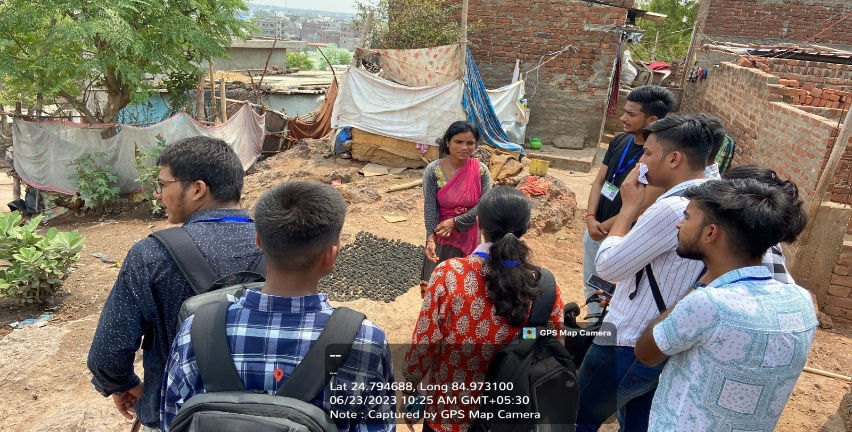 GPS Map Camera
--
Lat 24.794688, Long 84.973100
06/23/2023 10:25 AM GMT+05:30
Note : Captured by GPS Map Camera